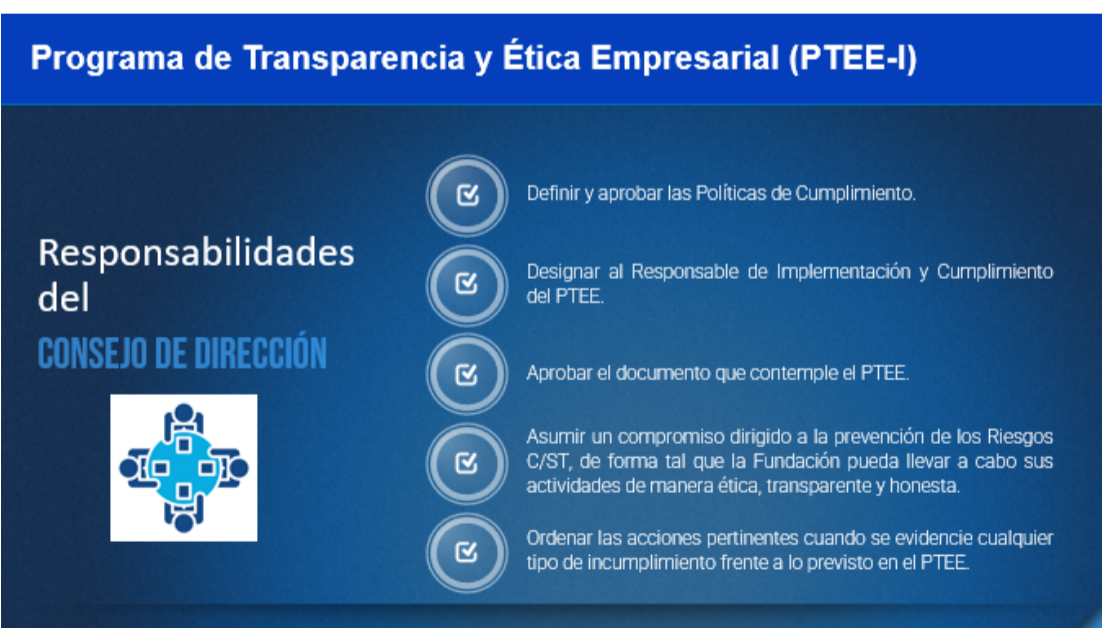 Programa de Transparencia y Ética Empresarial (PTEE-I)
Responsabilidades
del
CONSEJO DE DIRECCIÓN
Definir y aprobar las Políticas de Cumplimiento.
Designar al Responsable de Implementación y Cumplimiento
del PTEE.
Aprobar el documento que contemple el PTEE.
Asumir un compromiso dirigido a la prevención de los Riesgos
C/ST, de forma tal que la Fundación pueda llevar a cabo sus
actividades de manera ética, transparente y honesta.
Ordenar las acciones pertinentes cuando se evidencie cualquier
tipo de incumplimiento frente a lo previsto en el PTEE.